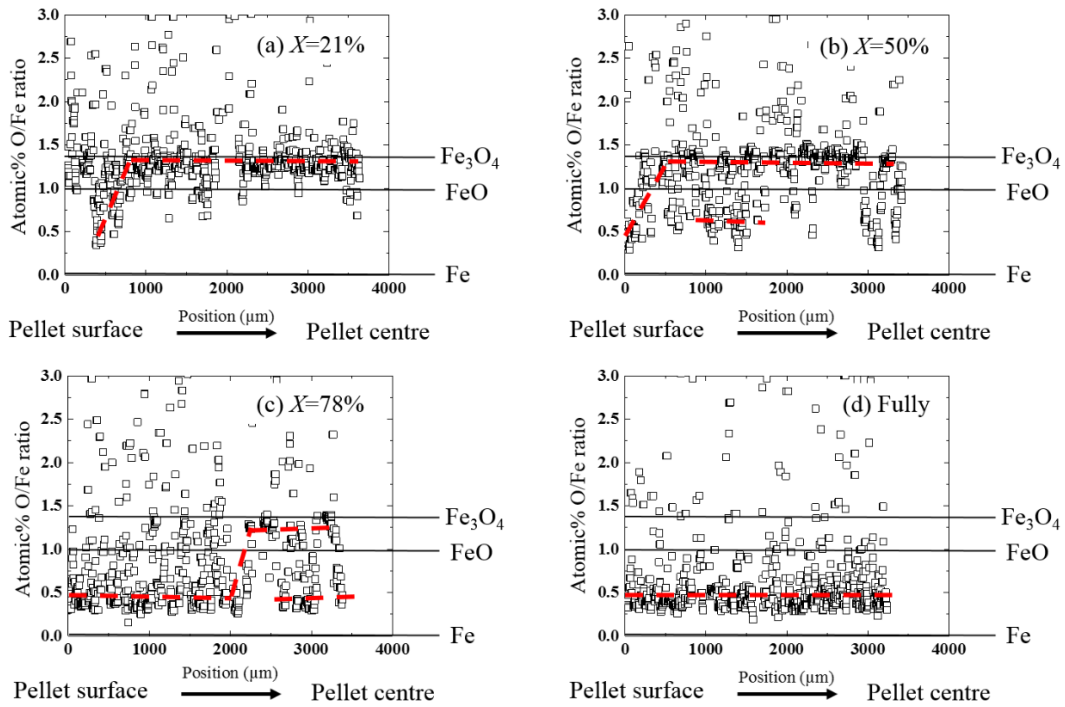 (a) X=21%
Atomic% O/Fe ratio
3.0
2.5
2.0
1.5
1.0
0.5
0.0
Fe₃O₄
FeO
Fe
0 1000 2000 3000 4000
Position (µm)
Pellet surface Pellet centre
(b) X=50%
Atomic% O/Fe ratio
3.0
2.5
2.0
1.5
1.0
0.5
0.0
Fe₃O₄
FeO
Fe
0 1000 2000 3000 4000
Position (µm)
Pellet surface Pellet centre
(c) X=78%
Atomic% O/Fe ratio
3.0
2.5
2.0
1.5
1.0
0.5
0.0
Fe₃O₄
FeO
Fe
0 1000 2000 3000 4000
Position (µm)
Pellet surface Pellet centre
(d) Fully
Atomic% O/Fe ratio
3.0
2.5
2.0
1.5
1.0
0.5
0.0
Fe₃O₄
FeO
Fe
0 1000 2000 3000 4000
Position (µm)
Pellet surface Pellet centre